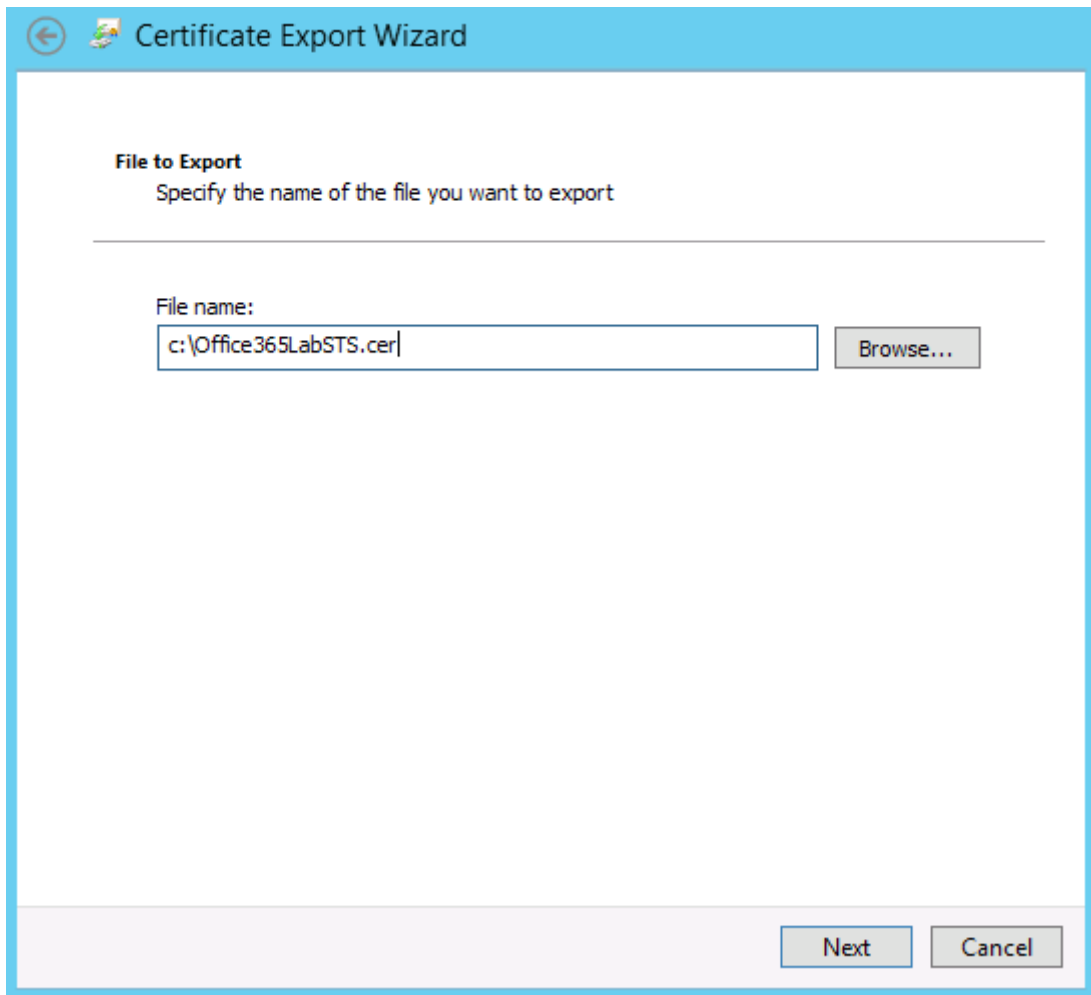 Certificate Export Wizard
File to Export
Specify the name of the file you want to export
File name:
c:\Office365LabSTS.cer
Browse...
Next
Cancel